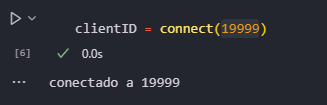 clientID = connect(19999)
[6]
0.0s
conectado a 19999